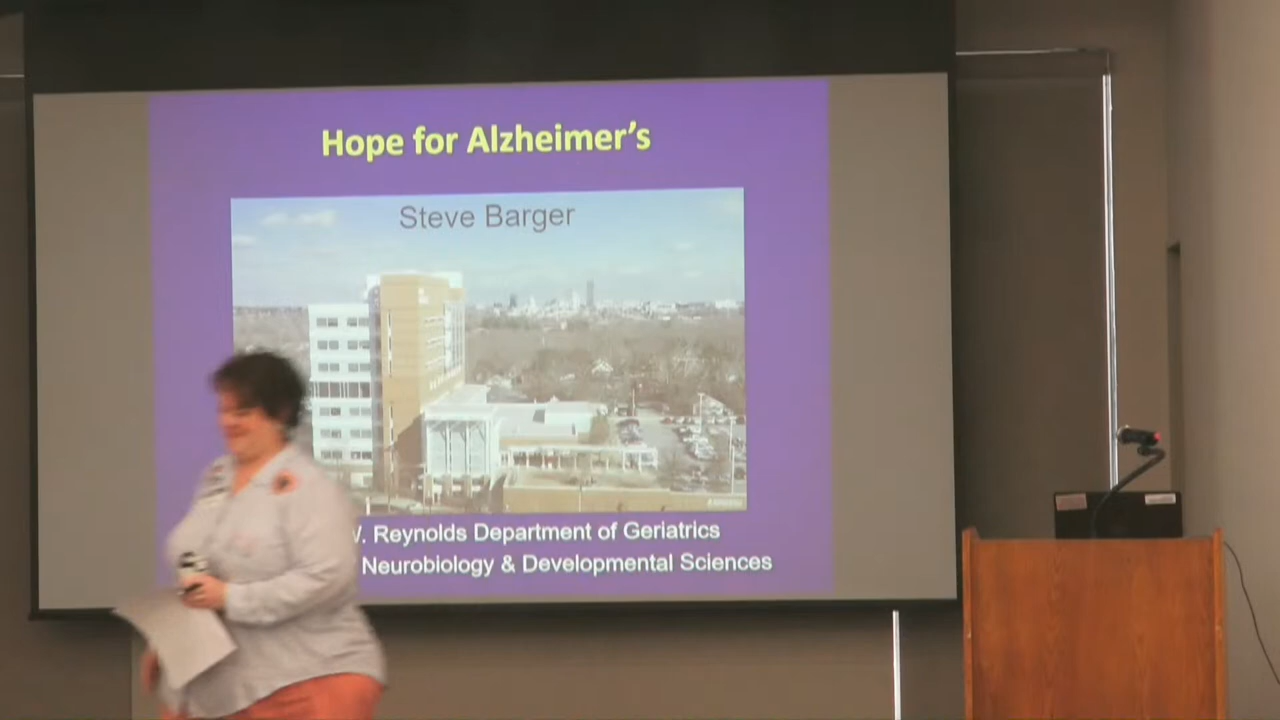 Hope for Alzheimer's
Steve Barger
W. Reynolds Department of Geriatrics
Neurobiology & Developmental Sciences